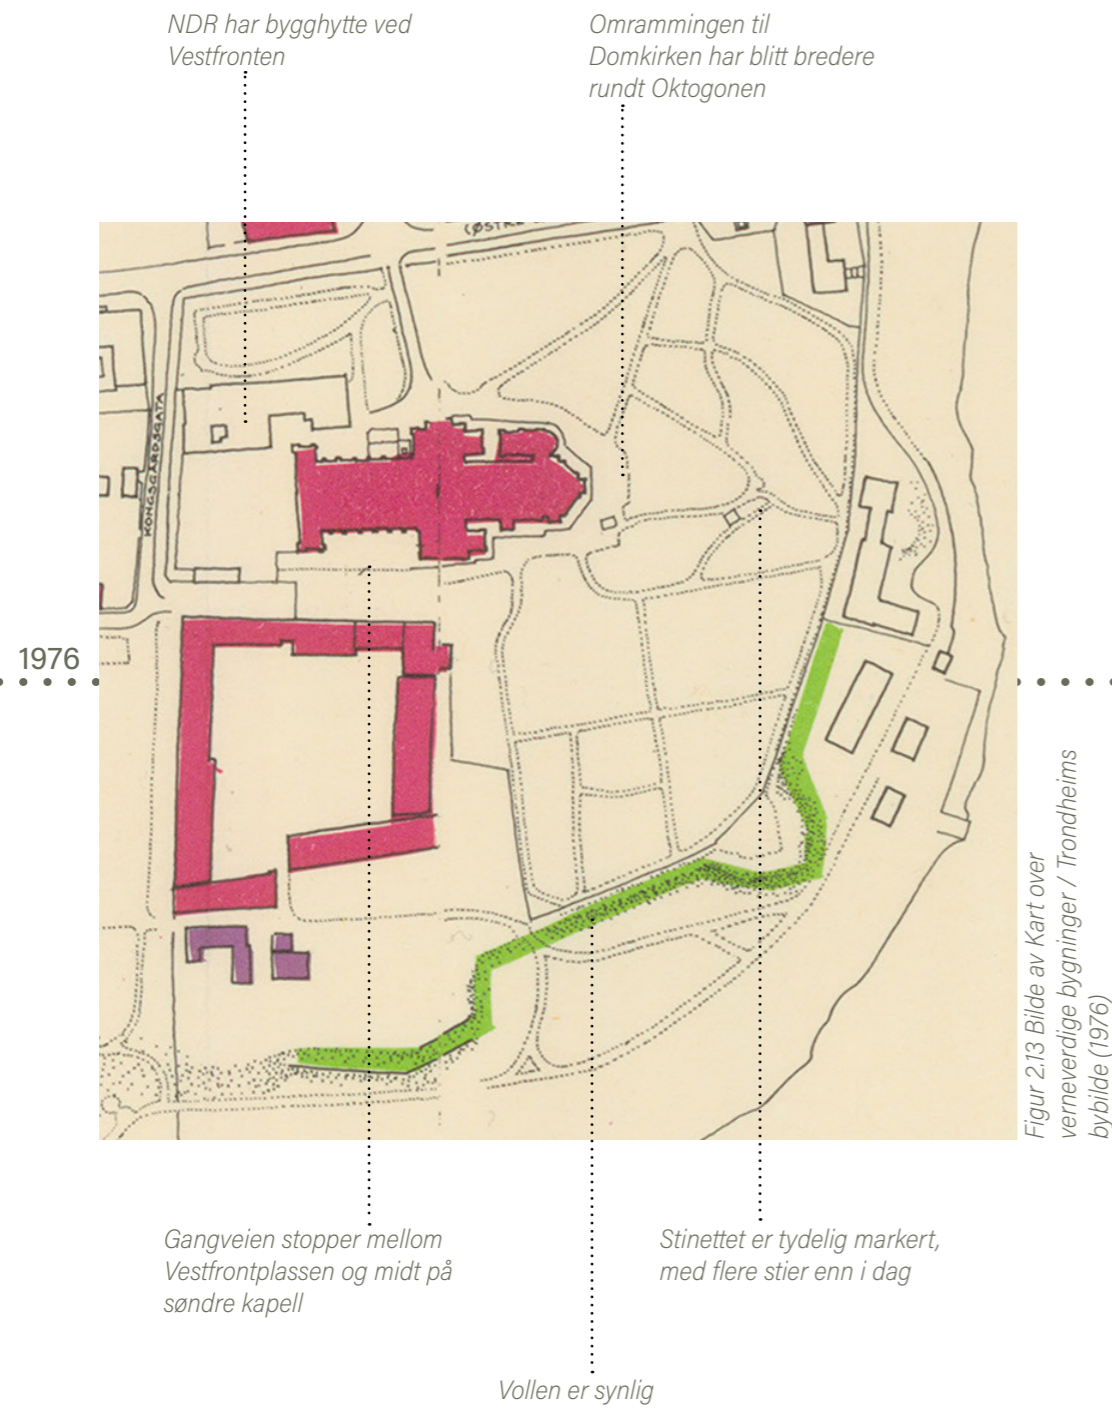 NDR har bygghytte ved
Vestfronten
Omrammingen til
Domkirken har blitt bredere
rundt Oktogonen
(ØSTRE
KONGSGÅRDSGATA
1976
Figur 2.13 Bilde av Kart over
verneverdige bygninger / Trondheims
bybilde (1976)
Gangveien stopper mellom
Vestfrontplassen og midt på
søndre kapell
Stinettet er tydelig markert,
med flere stier enn i dag
Vollen er synlig